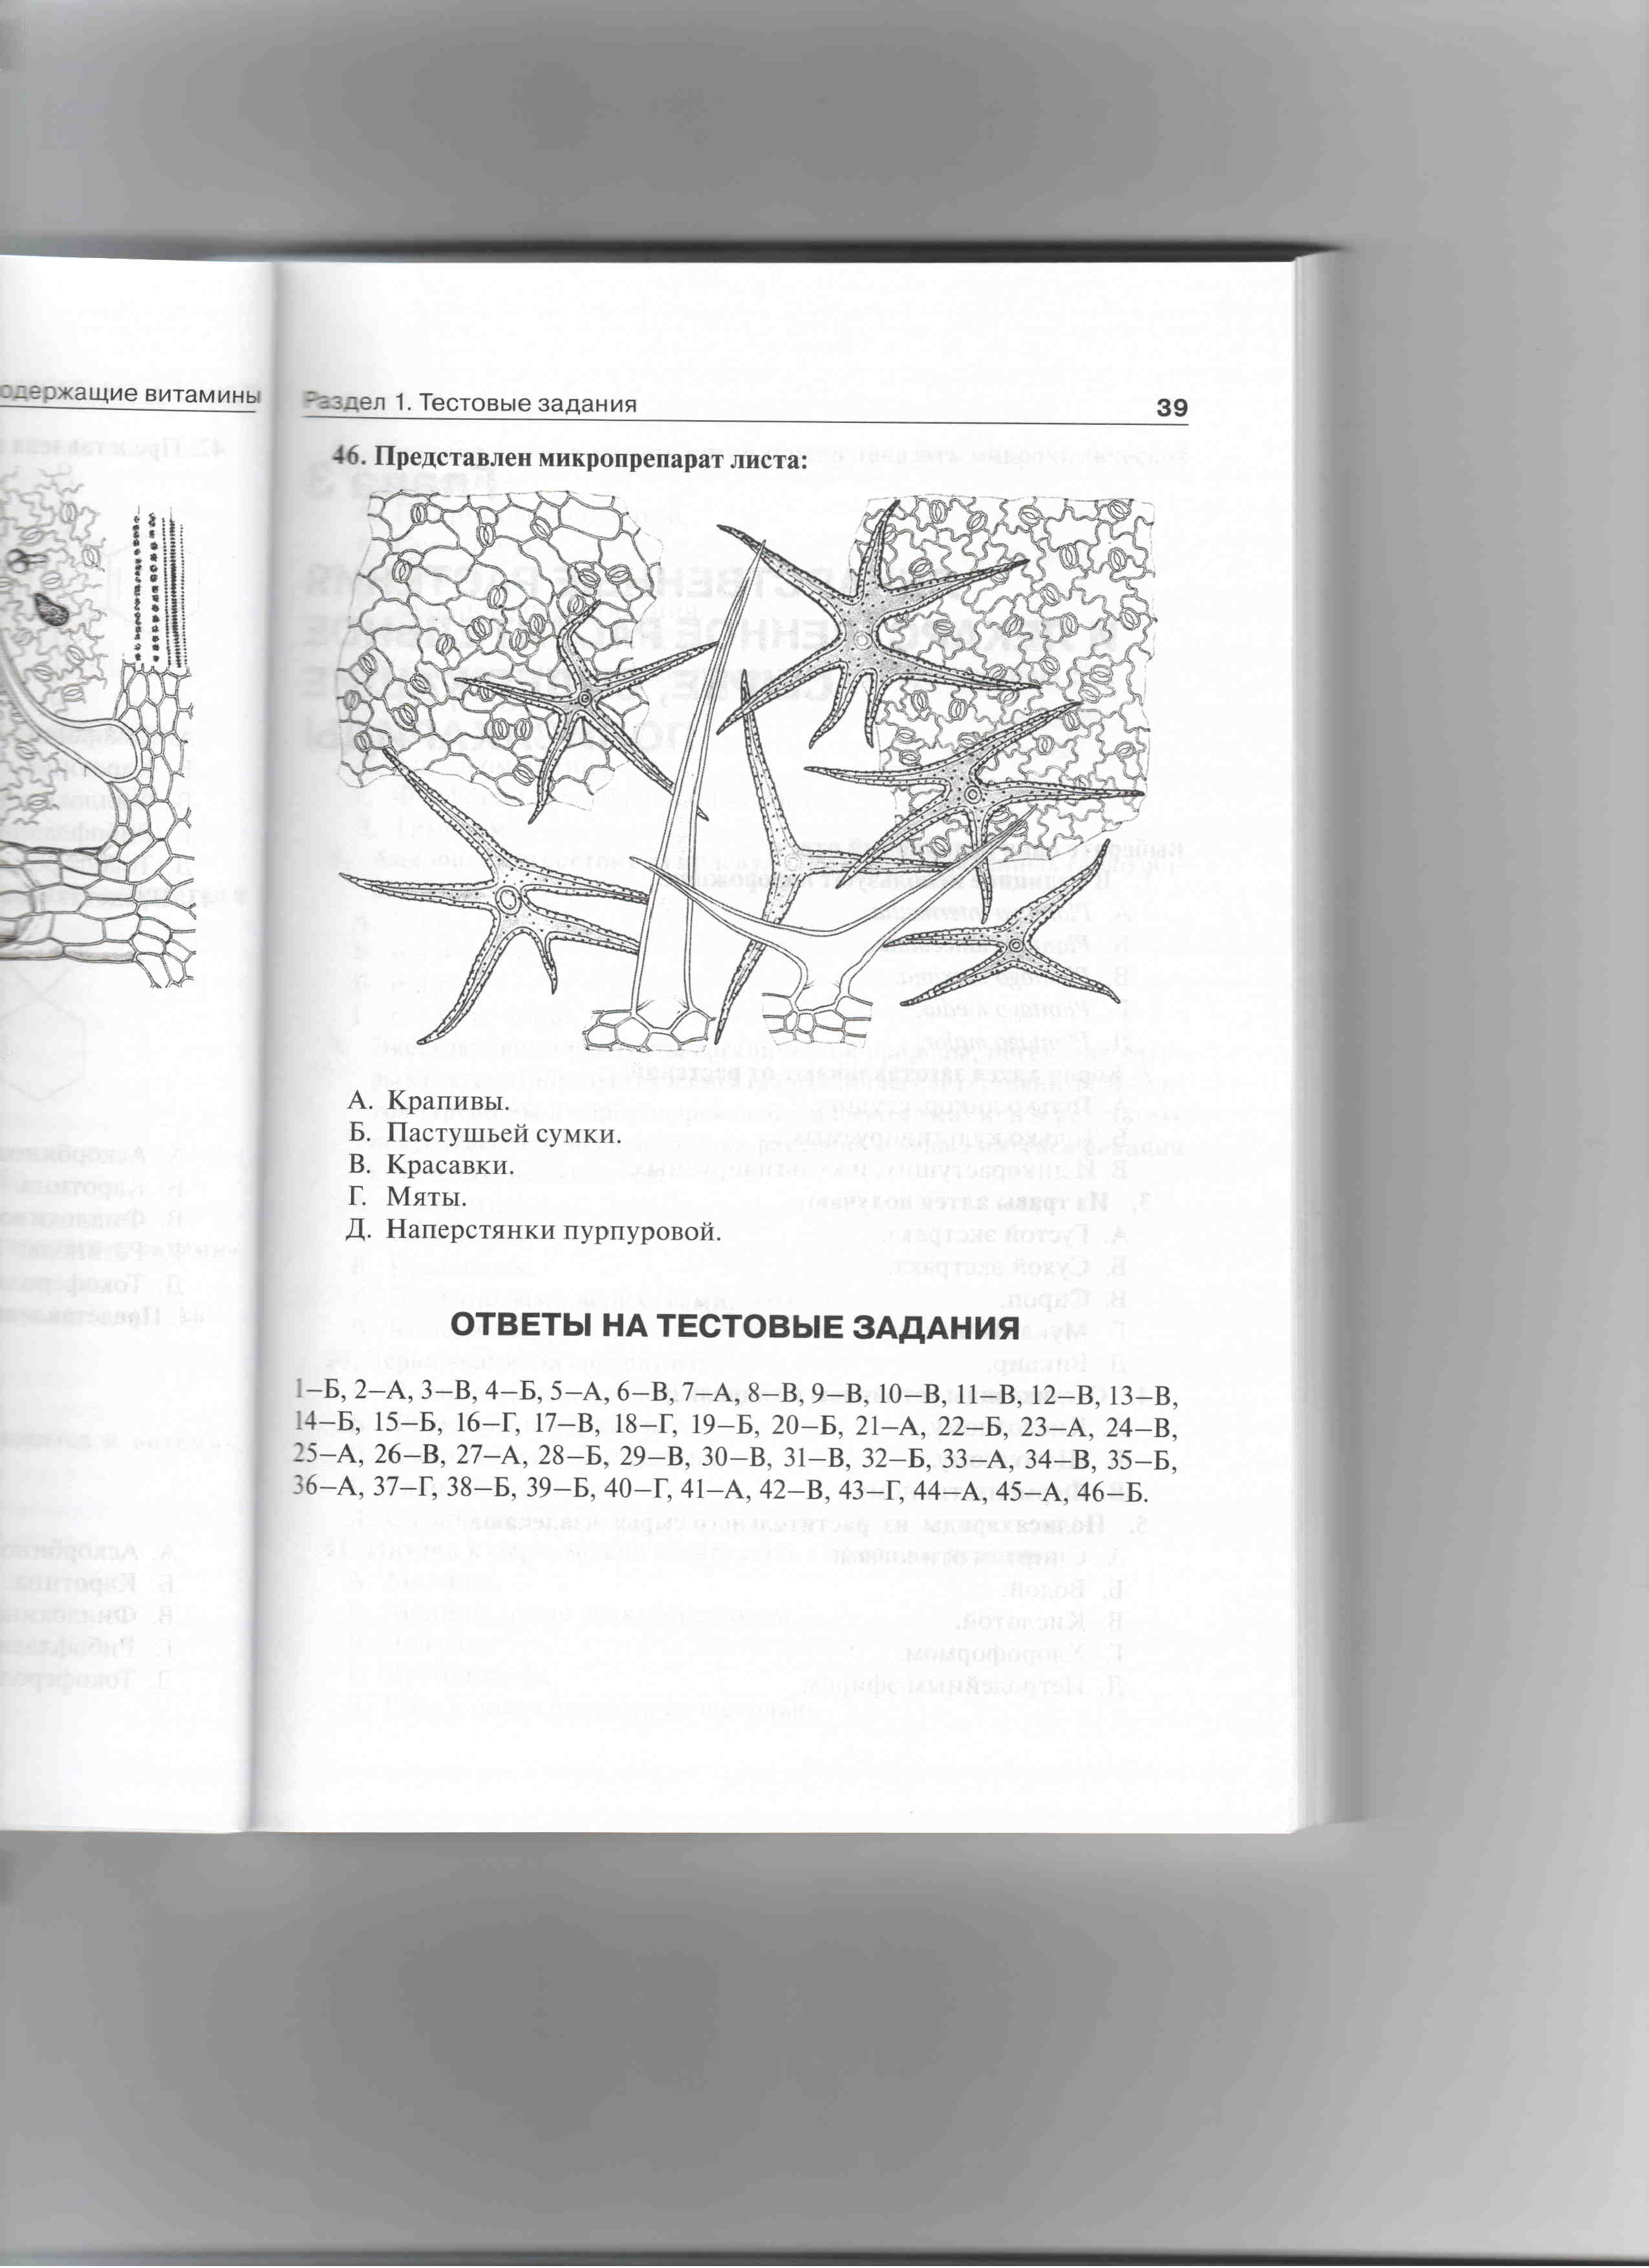 одержащие витамины
Раздел 1. Тестовые задания 39
46. Представлен микропрепарат листа:
А. Крапивы.
Б. Пастушьей сумки.
В. Красавки.
Г. Мяты.
Д. Наперстянки пурпуровой.
ОТВЕТЫ НА ТЕСТОВЫЕ ЗАДАНИЯ
1–Б, 2–А, 3–В, 4–Б, 5–А, 6–В, 7–А, 8–В, 9–В, 10–В, 11–В, 12–В, 13–В,
14–Б, 15–Б, 16–Г, 17–В, 18–Г, 19–Б, 20–Б, 21–А, 22–Б, 23–А, 24–В,
25–А, 26–В, 27–А, 28–Б, 29–В, 30–В, 31–В, 32–Б, 33–А, 34–В, 35–Б,
36–А, 37–Г, 38–Б, 39–Б, 40–Г, 41–А, 42–В, 43–Г, 44–А, 45–А, 46–Б.